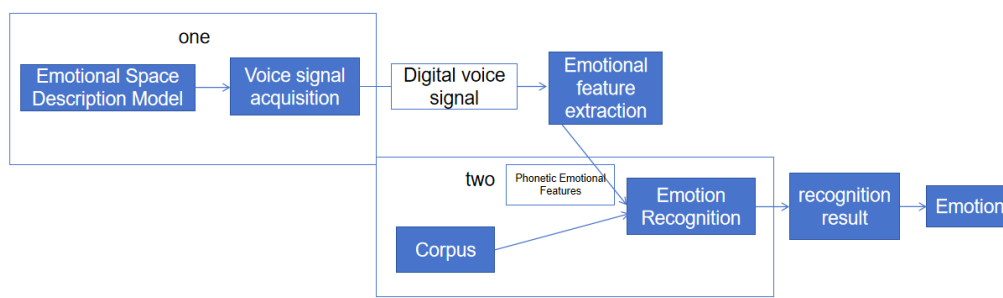 one
Emotional Space
Description Model
Voice signal
acquisition
Digital voice
signal
Emotional
feature
extraction
two
Phonetic Emotional
Features
Emotion
Recognition
Corpus
recognition
result
Emotion